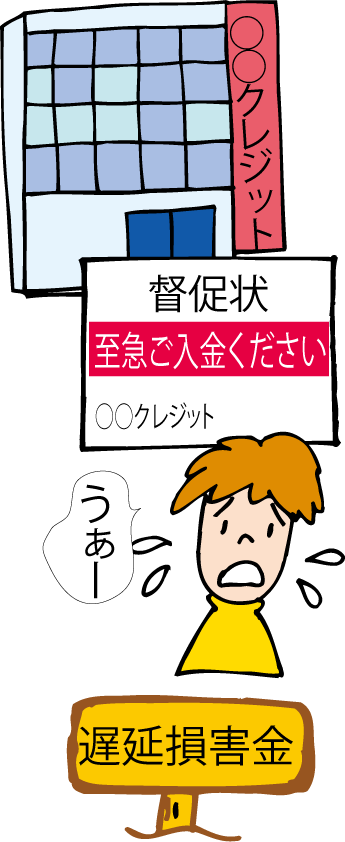 ○○クレジット
督促状
至急ご入金ください
○○クレジット
うぁー
遅延損害金